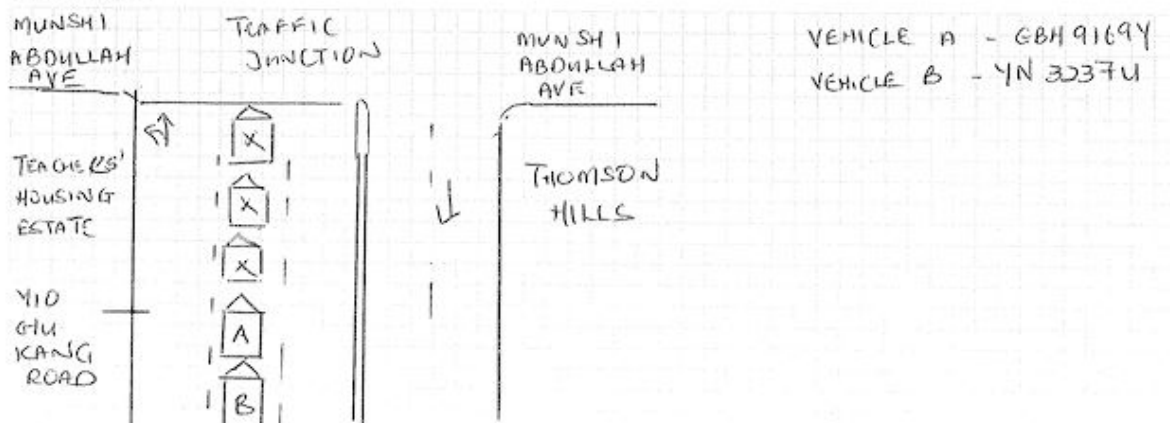 MUNSHI
ABDULLAH
AVE
TRAFFIC
JUNCTION
MUNSHI
ABDULLAH
AVE
VEHICLE A - GBH9169Y
VEHICLE B - YN3237U
TEACHERS'
HOUSING
ESTATE
THOMSON
HILLS
YIO
CHU
KANG
ROAD
X
X
X
A
B